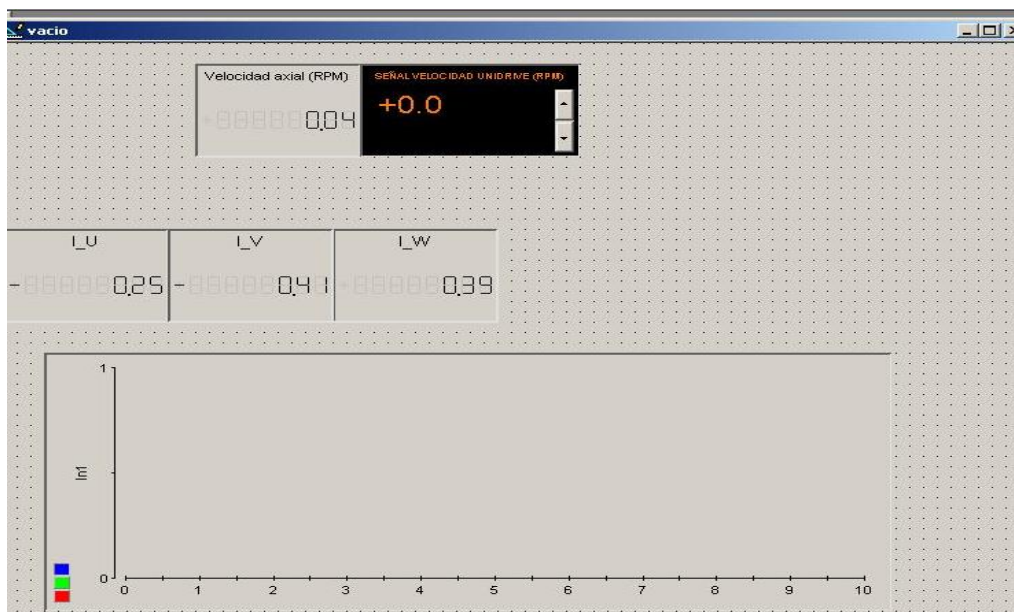 vacio
Velocidad axial (RPM)
0.04
SEÑAL VELOCIDAD UNIDRIVE (RPM)
+0.0
I_U
-0.25
I_V
-0.41
I_W
0.39
1
In1
0
0 1 2 3 4 5 6 7 8 9 10